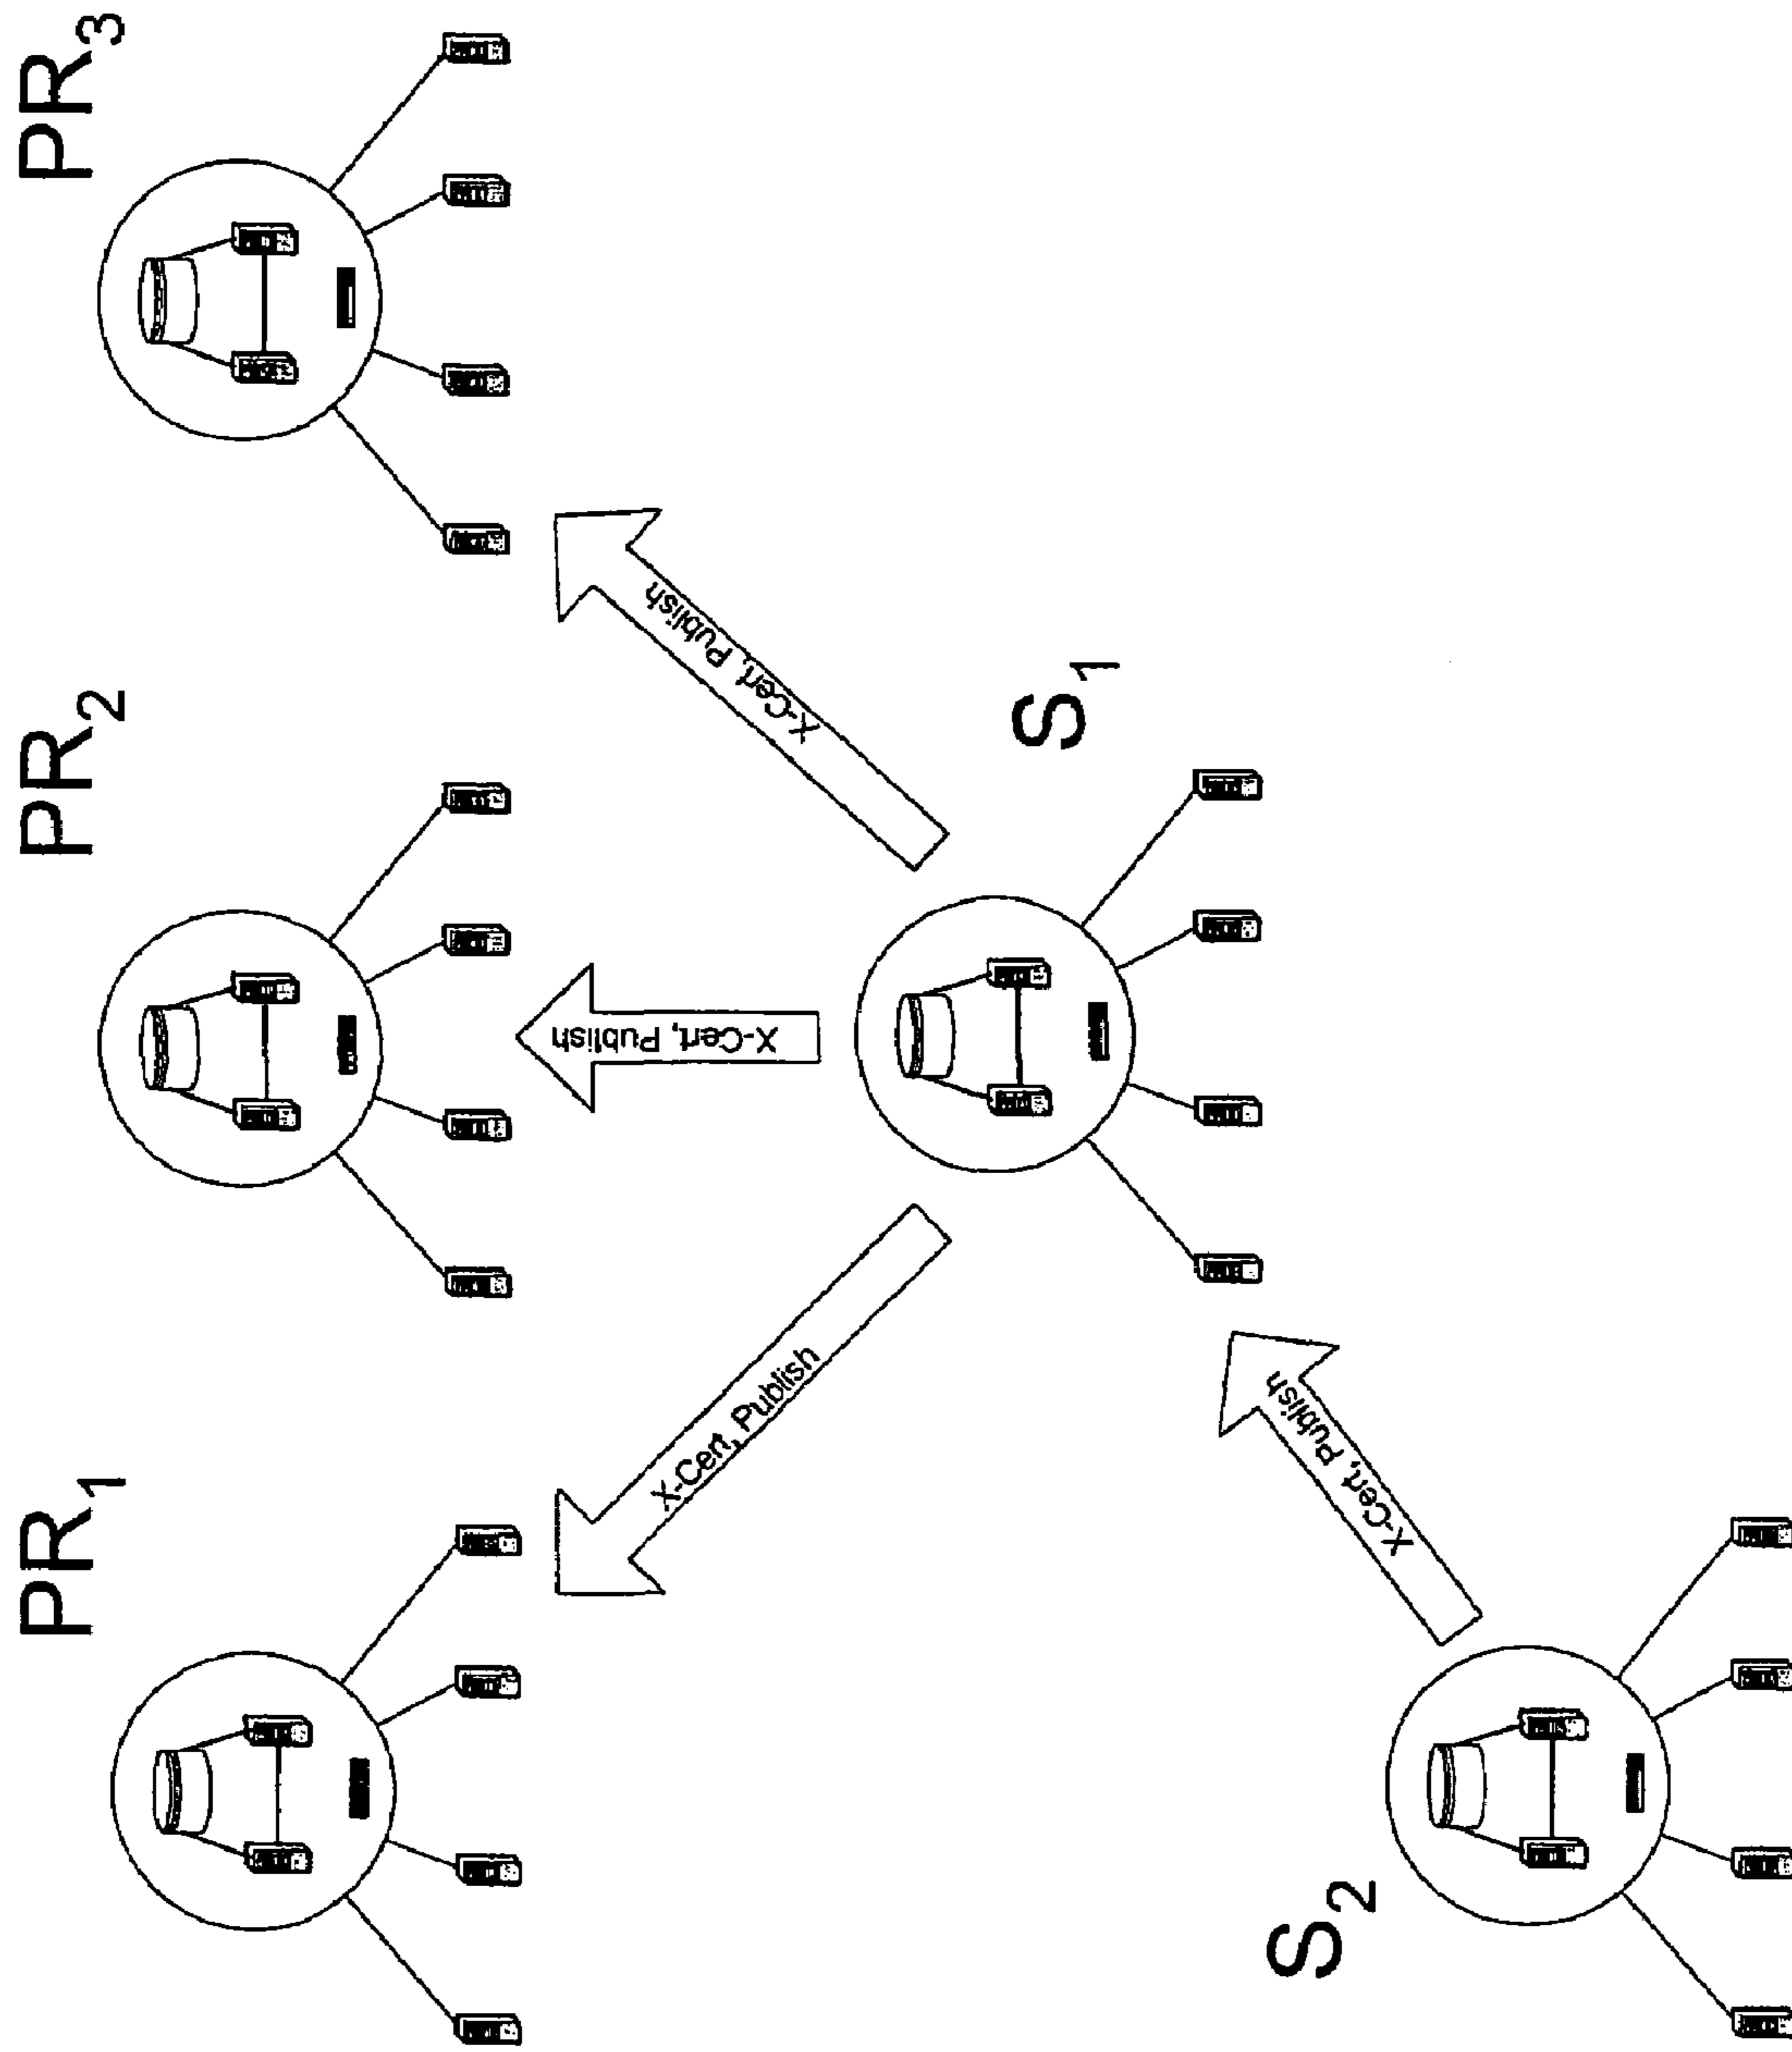 PR1
PR2
PR3
X-Cert, Publish
X-Cert, Publish
X-Cert, Publish
S1
X-Cert, Publish
S2